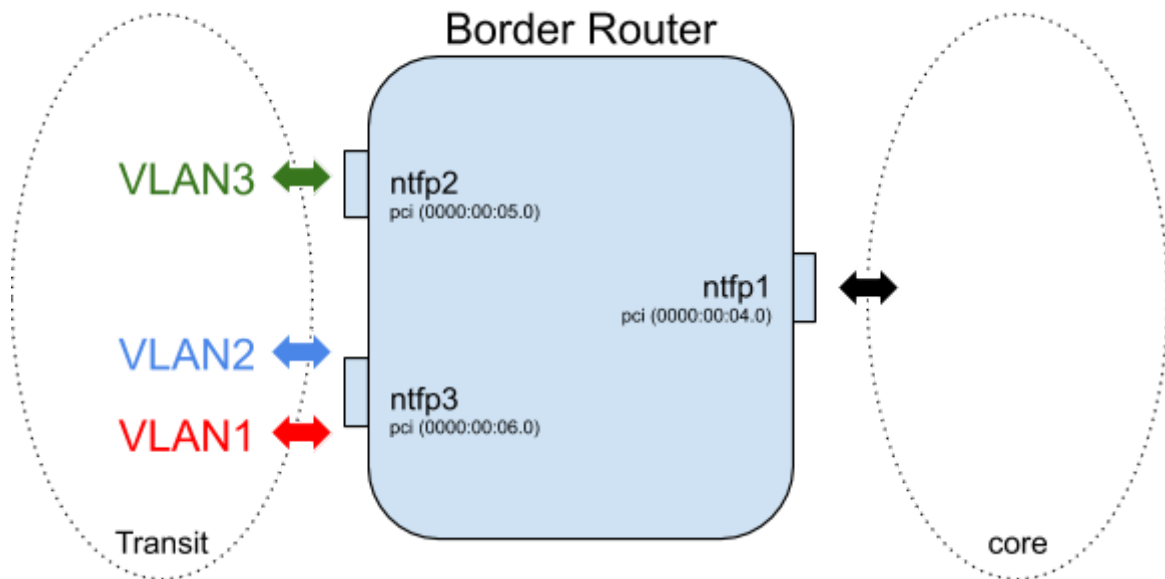 Border Router
VLAN3
ntfp2
pci (0000:00:05.0)
ntfp1
pci (0000:00:04.0)
VLAN2
ntfp3
pci (0000:00:06.0)
VLAN1
Transit
core